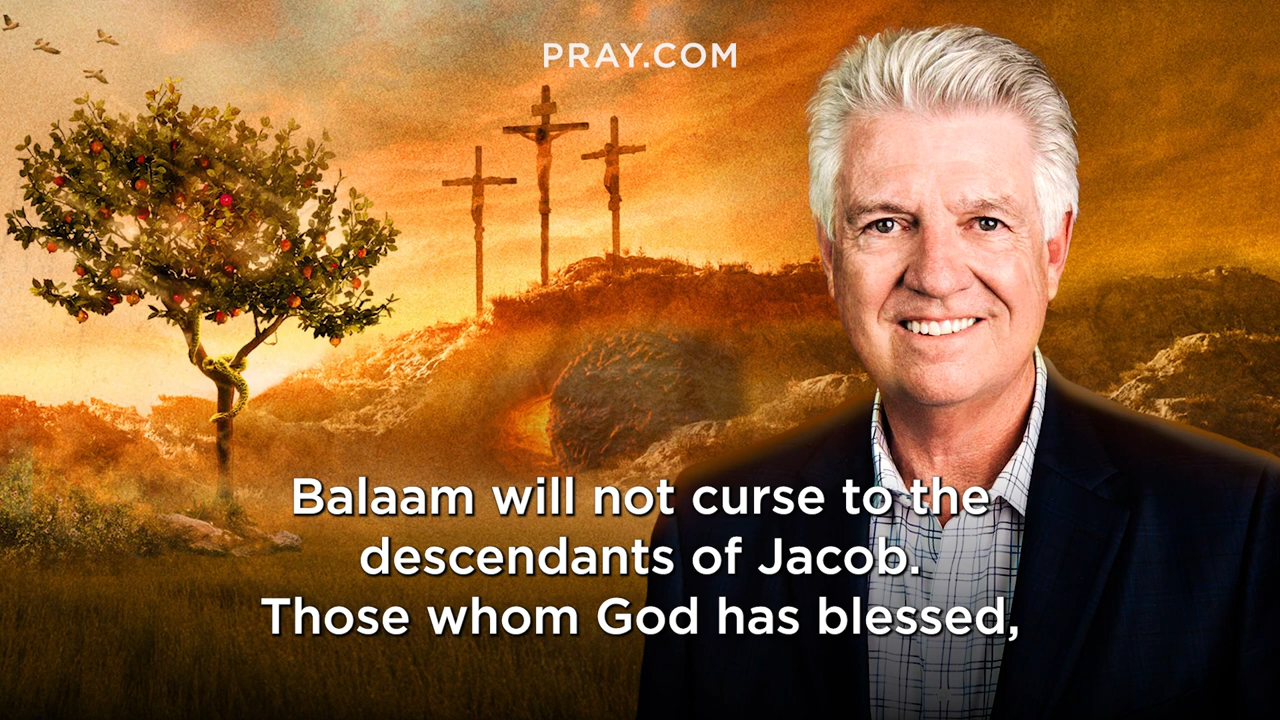 PRAY.COM
Balaam will not curse to the
descendants of Jacob.
Those whom God has blessed,